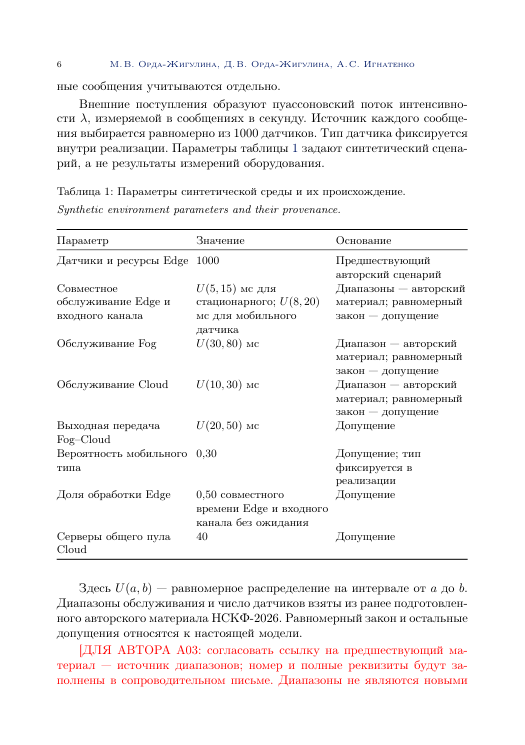 6 М. В. Орда-Жигулина, Д. В. Орда-Жигулина, А. С. Игнатенко
ные сообщения учитываются отдельно.
Внешние поступления образуют пуассоновский поток интенсивно-
сти λ, измеряемой в сообщениях в секунду. Источник каждого сообще-
ния выбирается равномерно из 1000 датчиков. Тип датчика фиксируется
внутри реализации. Параметры таблицы 1 задают синтетический сцена-
рий, а не результаты измерений оборудования.
Таблица 1: Параметры синтетической среды и их происхождение.
Synthetic environment parameters and their provenance.
Параметр Значение Основание
Датчики и ресурсы Edge 1000 Предшествующий
авторский сценарий
Совместное U(5, 15) мс для Диапазоны — авторский
обслуживание Edge и стационарного; U(8, 20) материал; равномерный
входного канала мс для мобильного закон — допущение
датчика
Обслуживание Fog U(30, 80) мс Диапазон — авторский
материал; равномерный
закон — допущение
Обслуживание Cloud U(10, 30) мс Диапазон — авторский
материал; равномерный
закон — допущение
Выходная передача U(20, 50) мс Допущение
Fog–Cloud
Вероятность мобильного 0,30 Допущение; тип
типа фиксируется в
реализации
Доля обработки Edge 0,50 совместного Допущение
времени Edge и входного
канала без ожидания
Серверы общего пула 40 Допущение
Cloud
Здесь U(a, b) — равномерное распределение на интервале от a до b.
Диапазоны обслуживания и число датчиков взяты из ранее подготовлен-
ного авторского материала НСКФ-2026. Равномерный закон и остальные
допущения относятся к настоящей модели.
[ДЛЯ АВТОРА A03: согласовать ссылку на предшествующий ма-
териал — источник диапазонов; номер и полные реквизиты будут за-
полнены в сопроводительном письме. Диапазоны не являются новыми